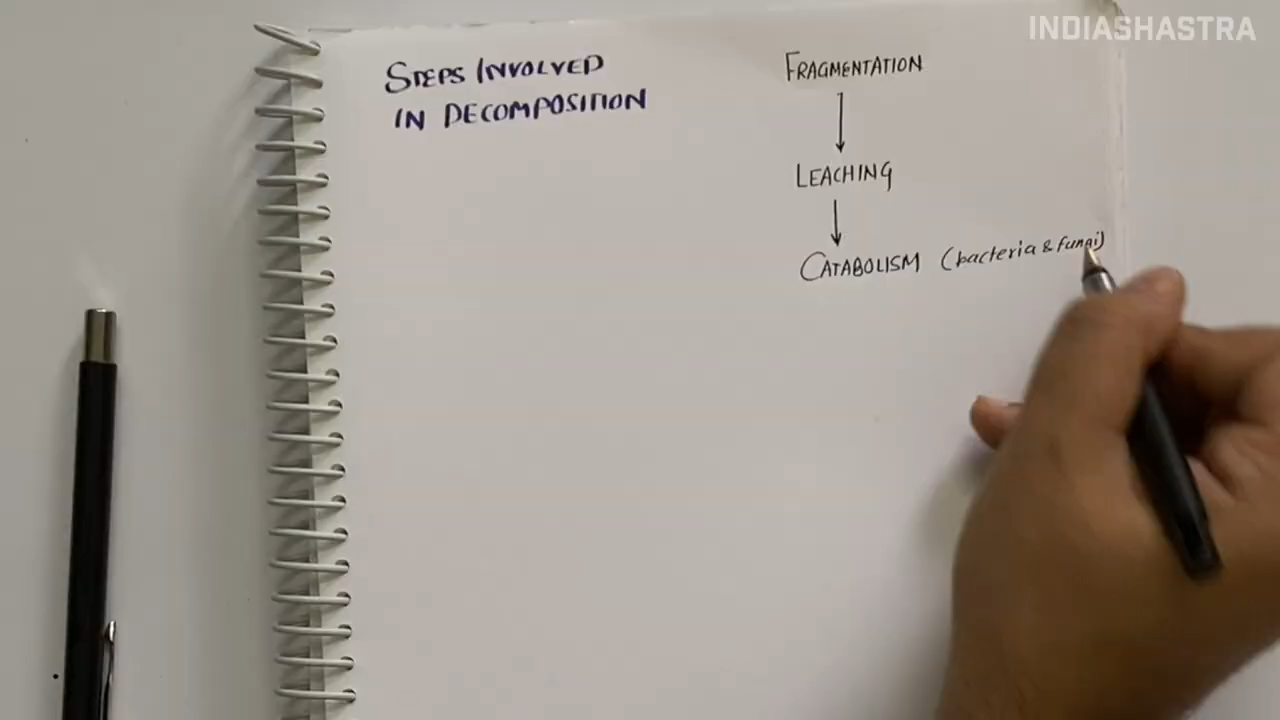 INDIASHASTRA
STEPS INVOLVED
IN DECOMPOSITION
FRAGMENTATION
LEACHING
CATABOLISM (bacteria & fungi)